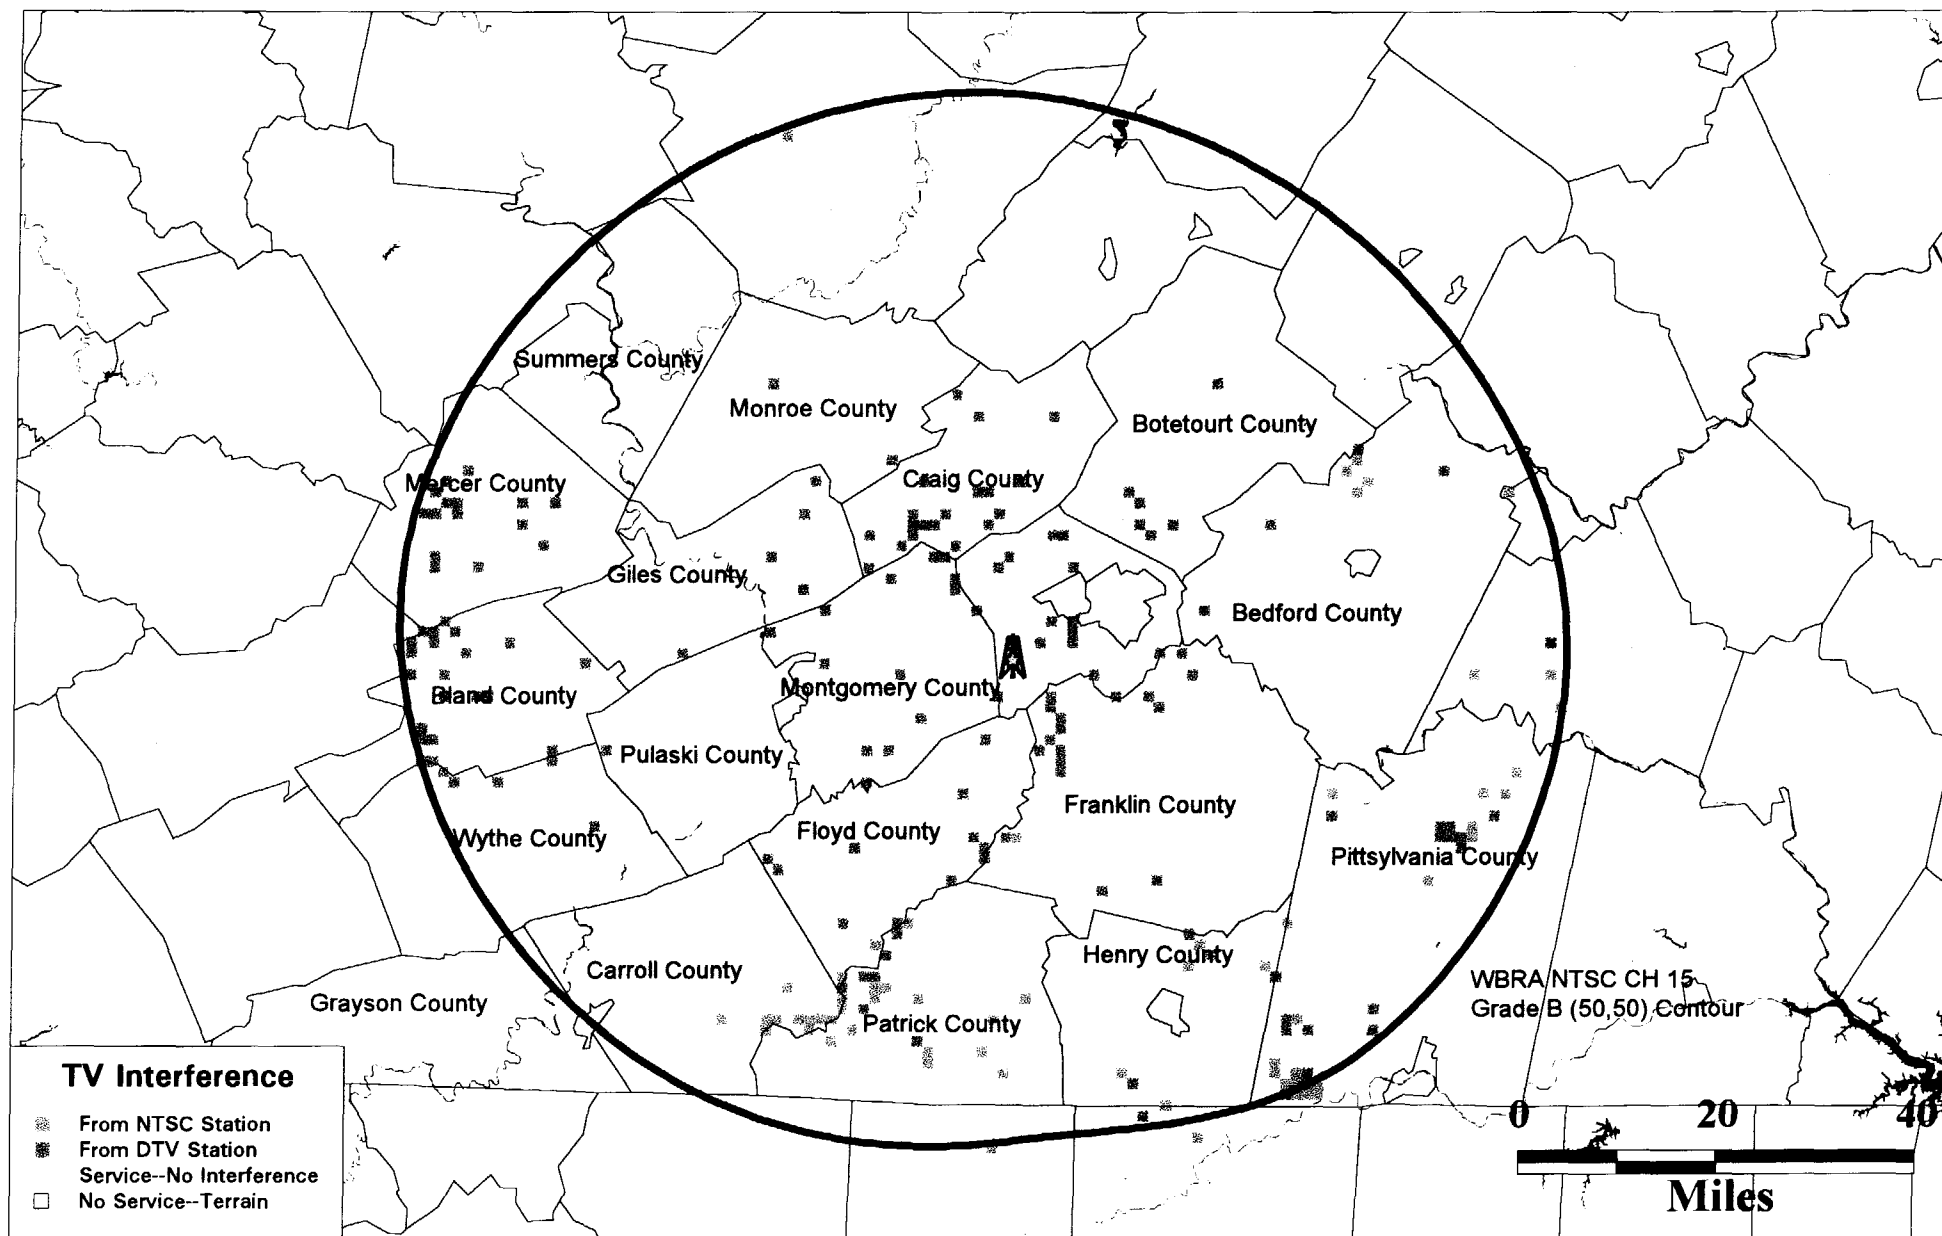 Summers County
Monroe County
Botetourt County
Mercer County
Craig County
Giles County
Bedford County
Bland County
Montgomery County
Pulaski County
Franklin County
Wythe County
Floyd County
Pittsylvania County
Henry County
Carroll County
Grayson County
Patrick County
WBRA NTSC CH 15
Grade B (50,50) Contour
TV Interference
From NTSC Station
From DTV Station
Service--No Interference
No Service--Terrain
0 20 40
Miles